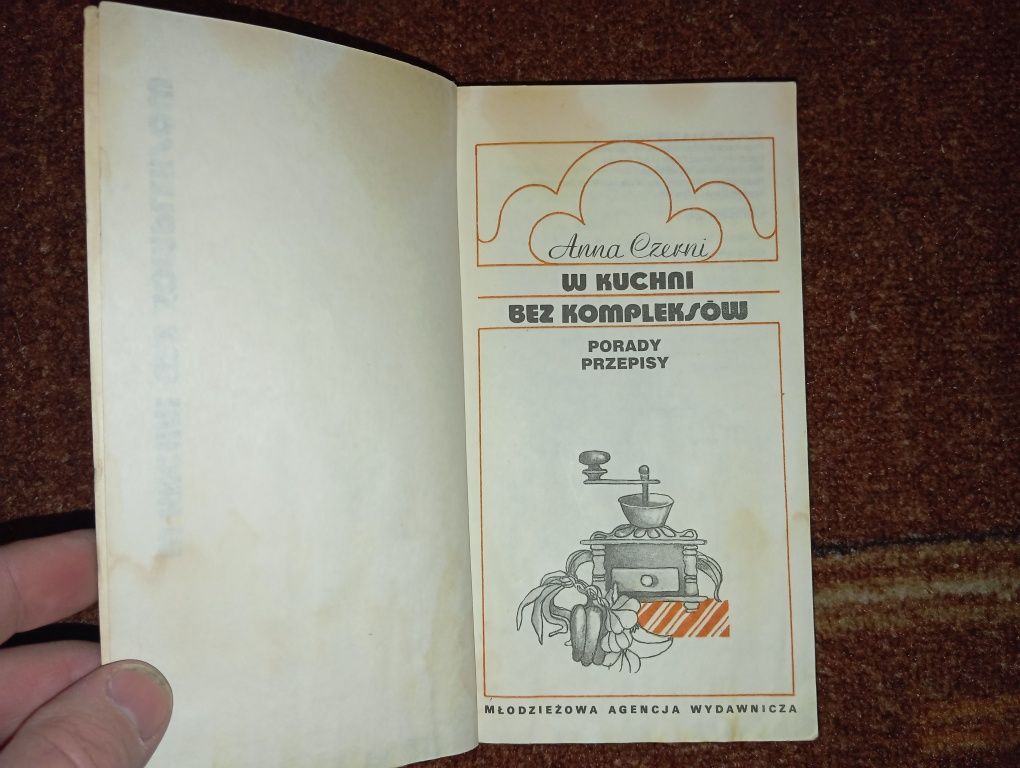 Anna Czerni
W KUCHNI
BEZ KOMPLEKSÓW
PORADY
PRZEPISY
MŁODZIEŻOWA AGENCJA WYDAWNICZA